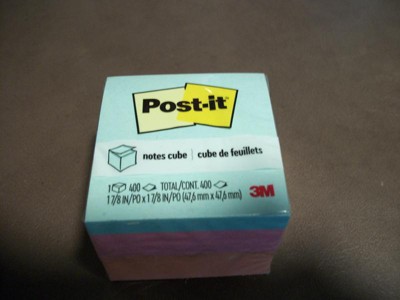 Post-it
notes cube | cube de feuillets
1 400 TOTAL/CONT. 400
1 7/8 IN/PO x 1 7/8 IN/PO (47,6 mm x 47,6 mm)
3M